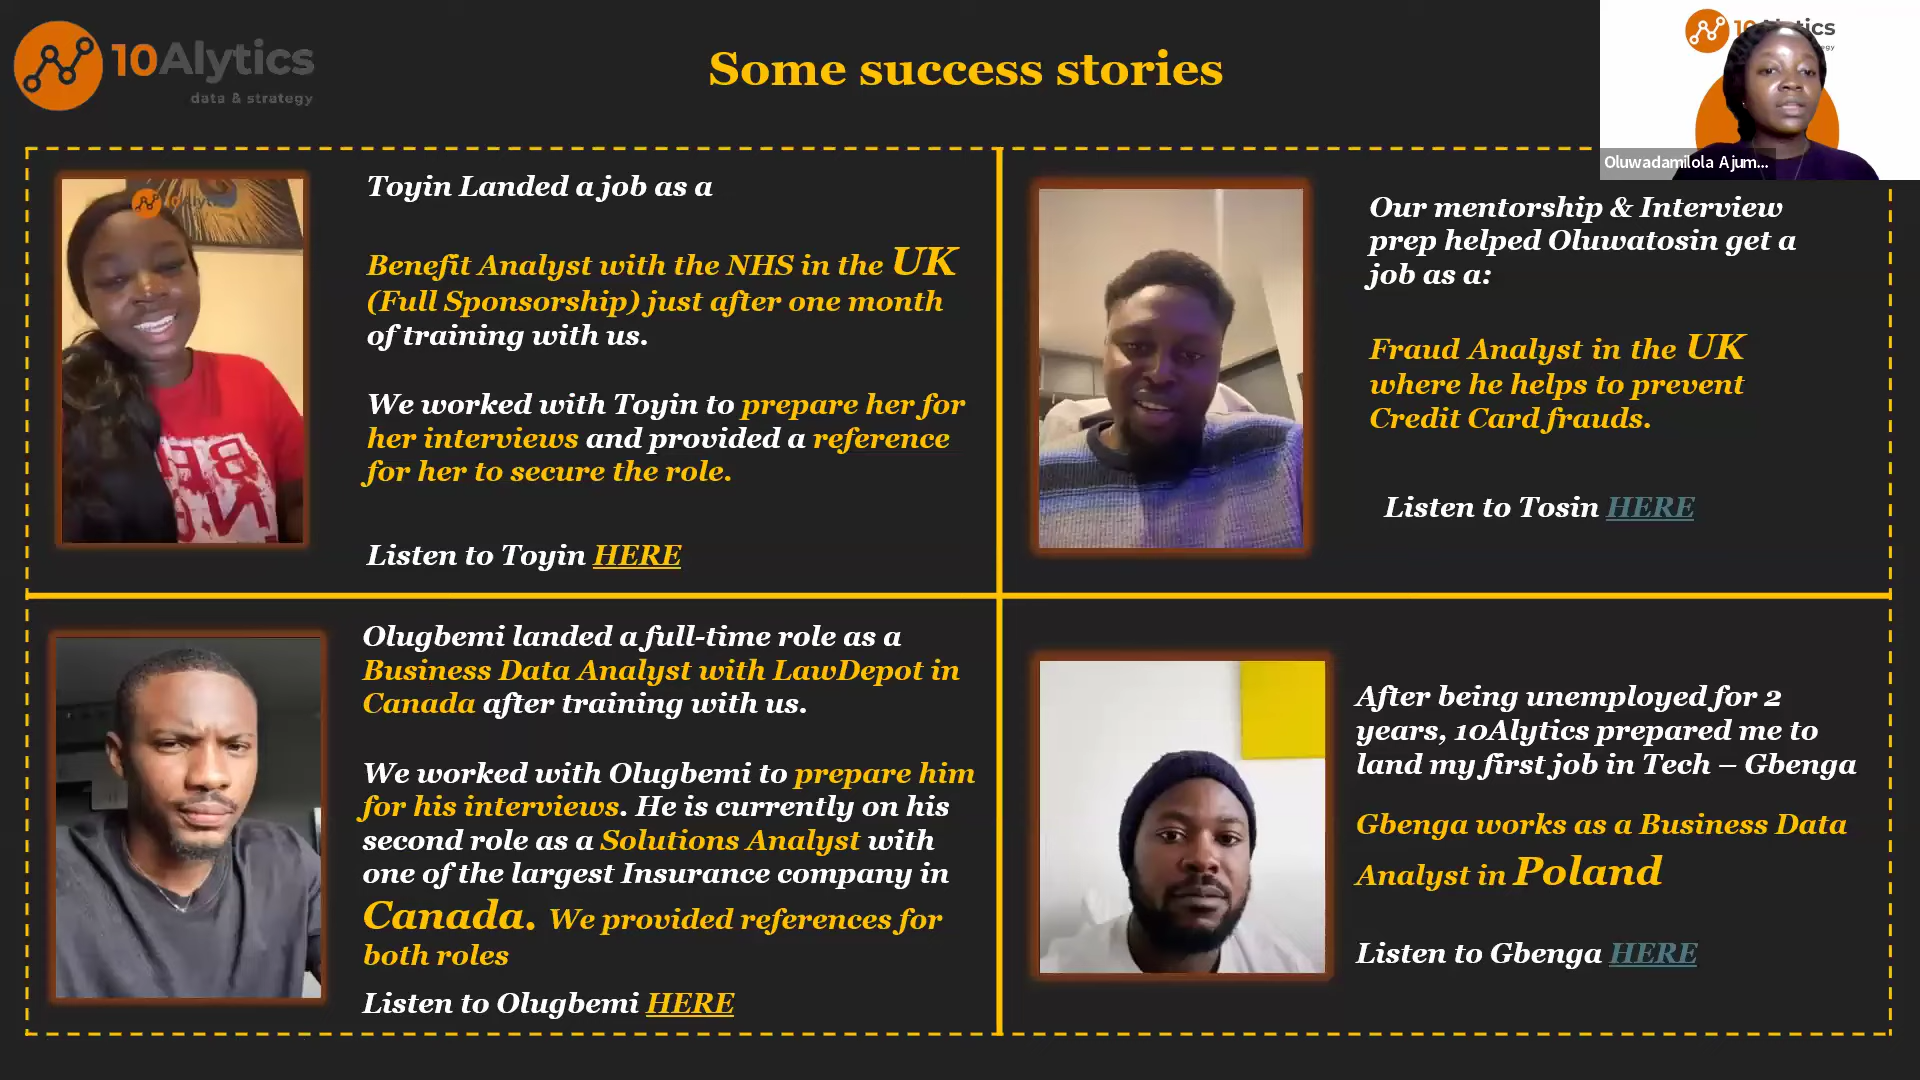 10Alytics
data & strategy
Some success stories
Oluwadamilola Ajum...
Toyin Landed a job as a
Benefit Analyst with the NHS in the UK
(Full Sponsorship) just after one month
of training with us.
We worked with Toyin to prepare her for
her interviews and provided a reference
for her to secure the role.
Listen to Toyin HERE
Our mentorship & Interview
prep helped Oluwatosin get a
job as a:
Fraud Analyst in the UK
where he helps to prevent
Credit Card frauds.
Listen to Tosin HERE
Olugbemi landed a full-time role as a
Business Data Analyst with LawDepot in
Canada after training with us.
We worked with Olugbemi to prepare him
for his interviews. He is currently on his
second role as a Solutions Analyst with
one of the largest Insurance company in
Canada. We provided references for
both roles
Listen to Olugbemi HERE
After being unemployed for 2
years, 10Alytics prepared me to
land my first job in Tech – Gbenga
Gbenga works as a Business Data
Analyst in Poland
Listen to Gbenga HERE